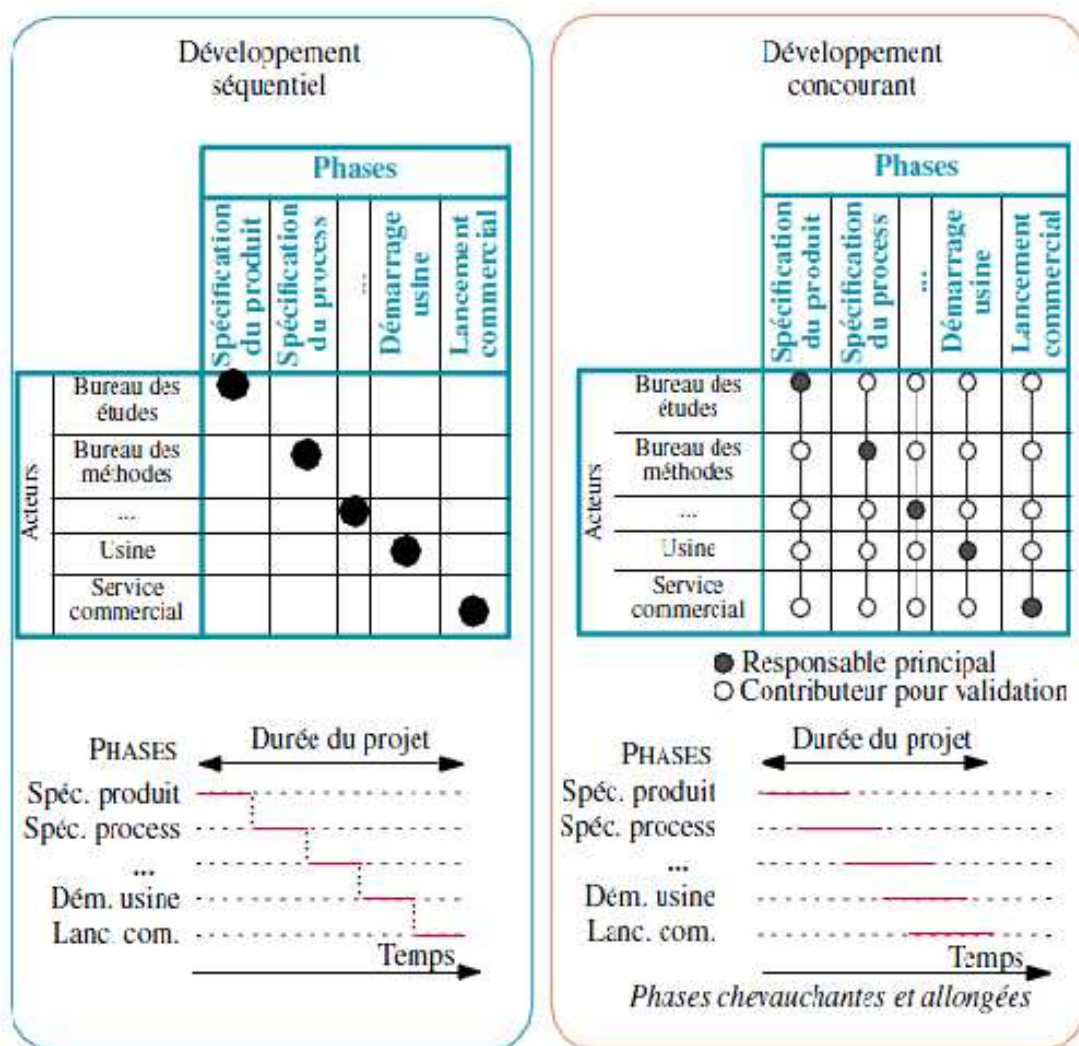 Développement
séquentiel
Phases
Spécification
du produit
Spécification
du process
...
Démarrage
usine
Lancement
commercial
Acteurs
Bureau des
études
Bureau des
méthodes
...
Usine
Service
commercial
PHASES
Durée du projet
Spéc. produit
Spéc. process
...
Dém. usine
Lanc. com.
Temps
Développement
concourant
Phases
Spécification
du produit
Spécification
du process
...
Démarrage
usine
Lancement
commercial
Acteurs
Bureau des
études
Bureau des
méthodes
...
Usine
Service
commercial
Responsable principal
Contributeur pour validation
PHASES
Durée du projet
Spéc. produit
Spéc. process
...
Dém. usine
Lanc. com.
Temps
Phases chevauchantes et allongées